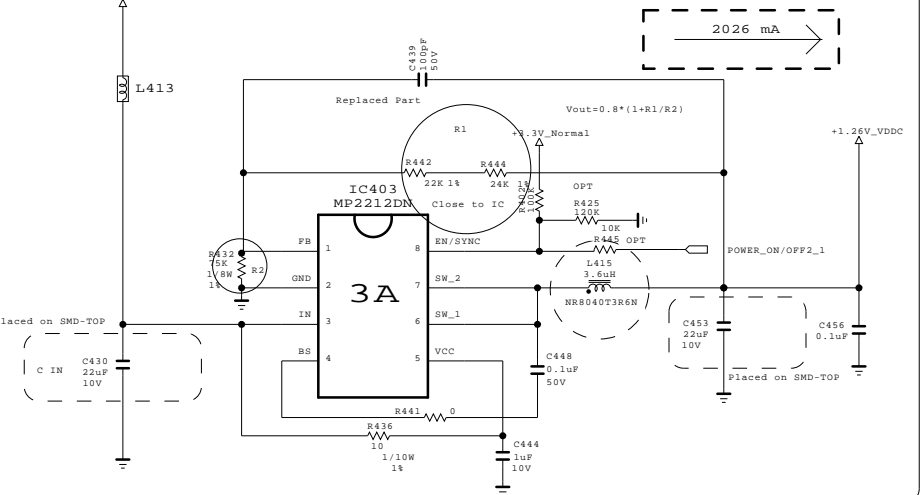 2026 mA
C439
100pF
50V
L413
Replaced Part
Vout=0.8*(1+R1/R2)
R1
+3.3V_Normal
+1.26V_VDDC
R442
22K 1%
R444
24K 1%
R402
100K
OPT
IC403
MP2212DN
Close to IC
R425
120K
10K
R445 OPT
POWER_ON/OFF2_1
R432
75K
1/8W
1%
R2
FB
1
8
EN/SYNC
GND
2
7
SW_2
IN
3
6
SW_1
BS
4
5
VCC
3A
L415
3.6uH
NR8040T3R6N
laced on SMD-TOP
C IN
C430
22uF
10V
C448
0.1uF
50V
C453
22uF
10V
C456
0.1uF
Placed on SMD-TOP
R441
0
R436
10
1/10W
1%
C444
1uF
10V